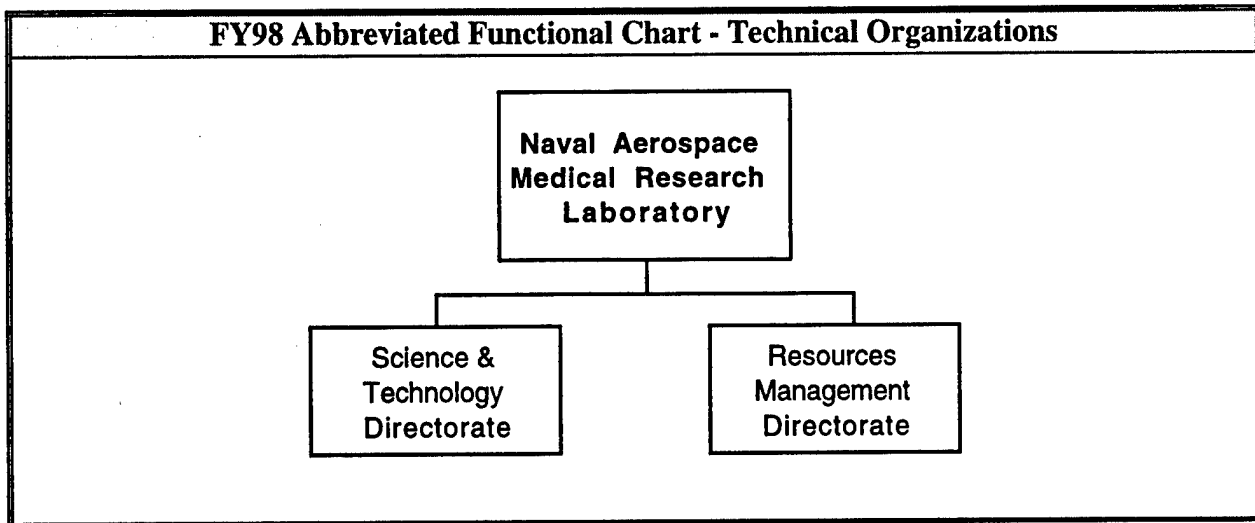 FY98 Abbreviated Functional Chart - Technical Organizations
Naval Aerospace
Medical Research
Laboratory
Science &
Technology
Directorate
Resources
Management
Directorate